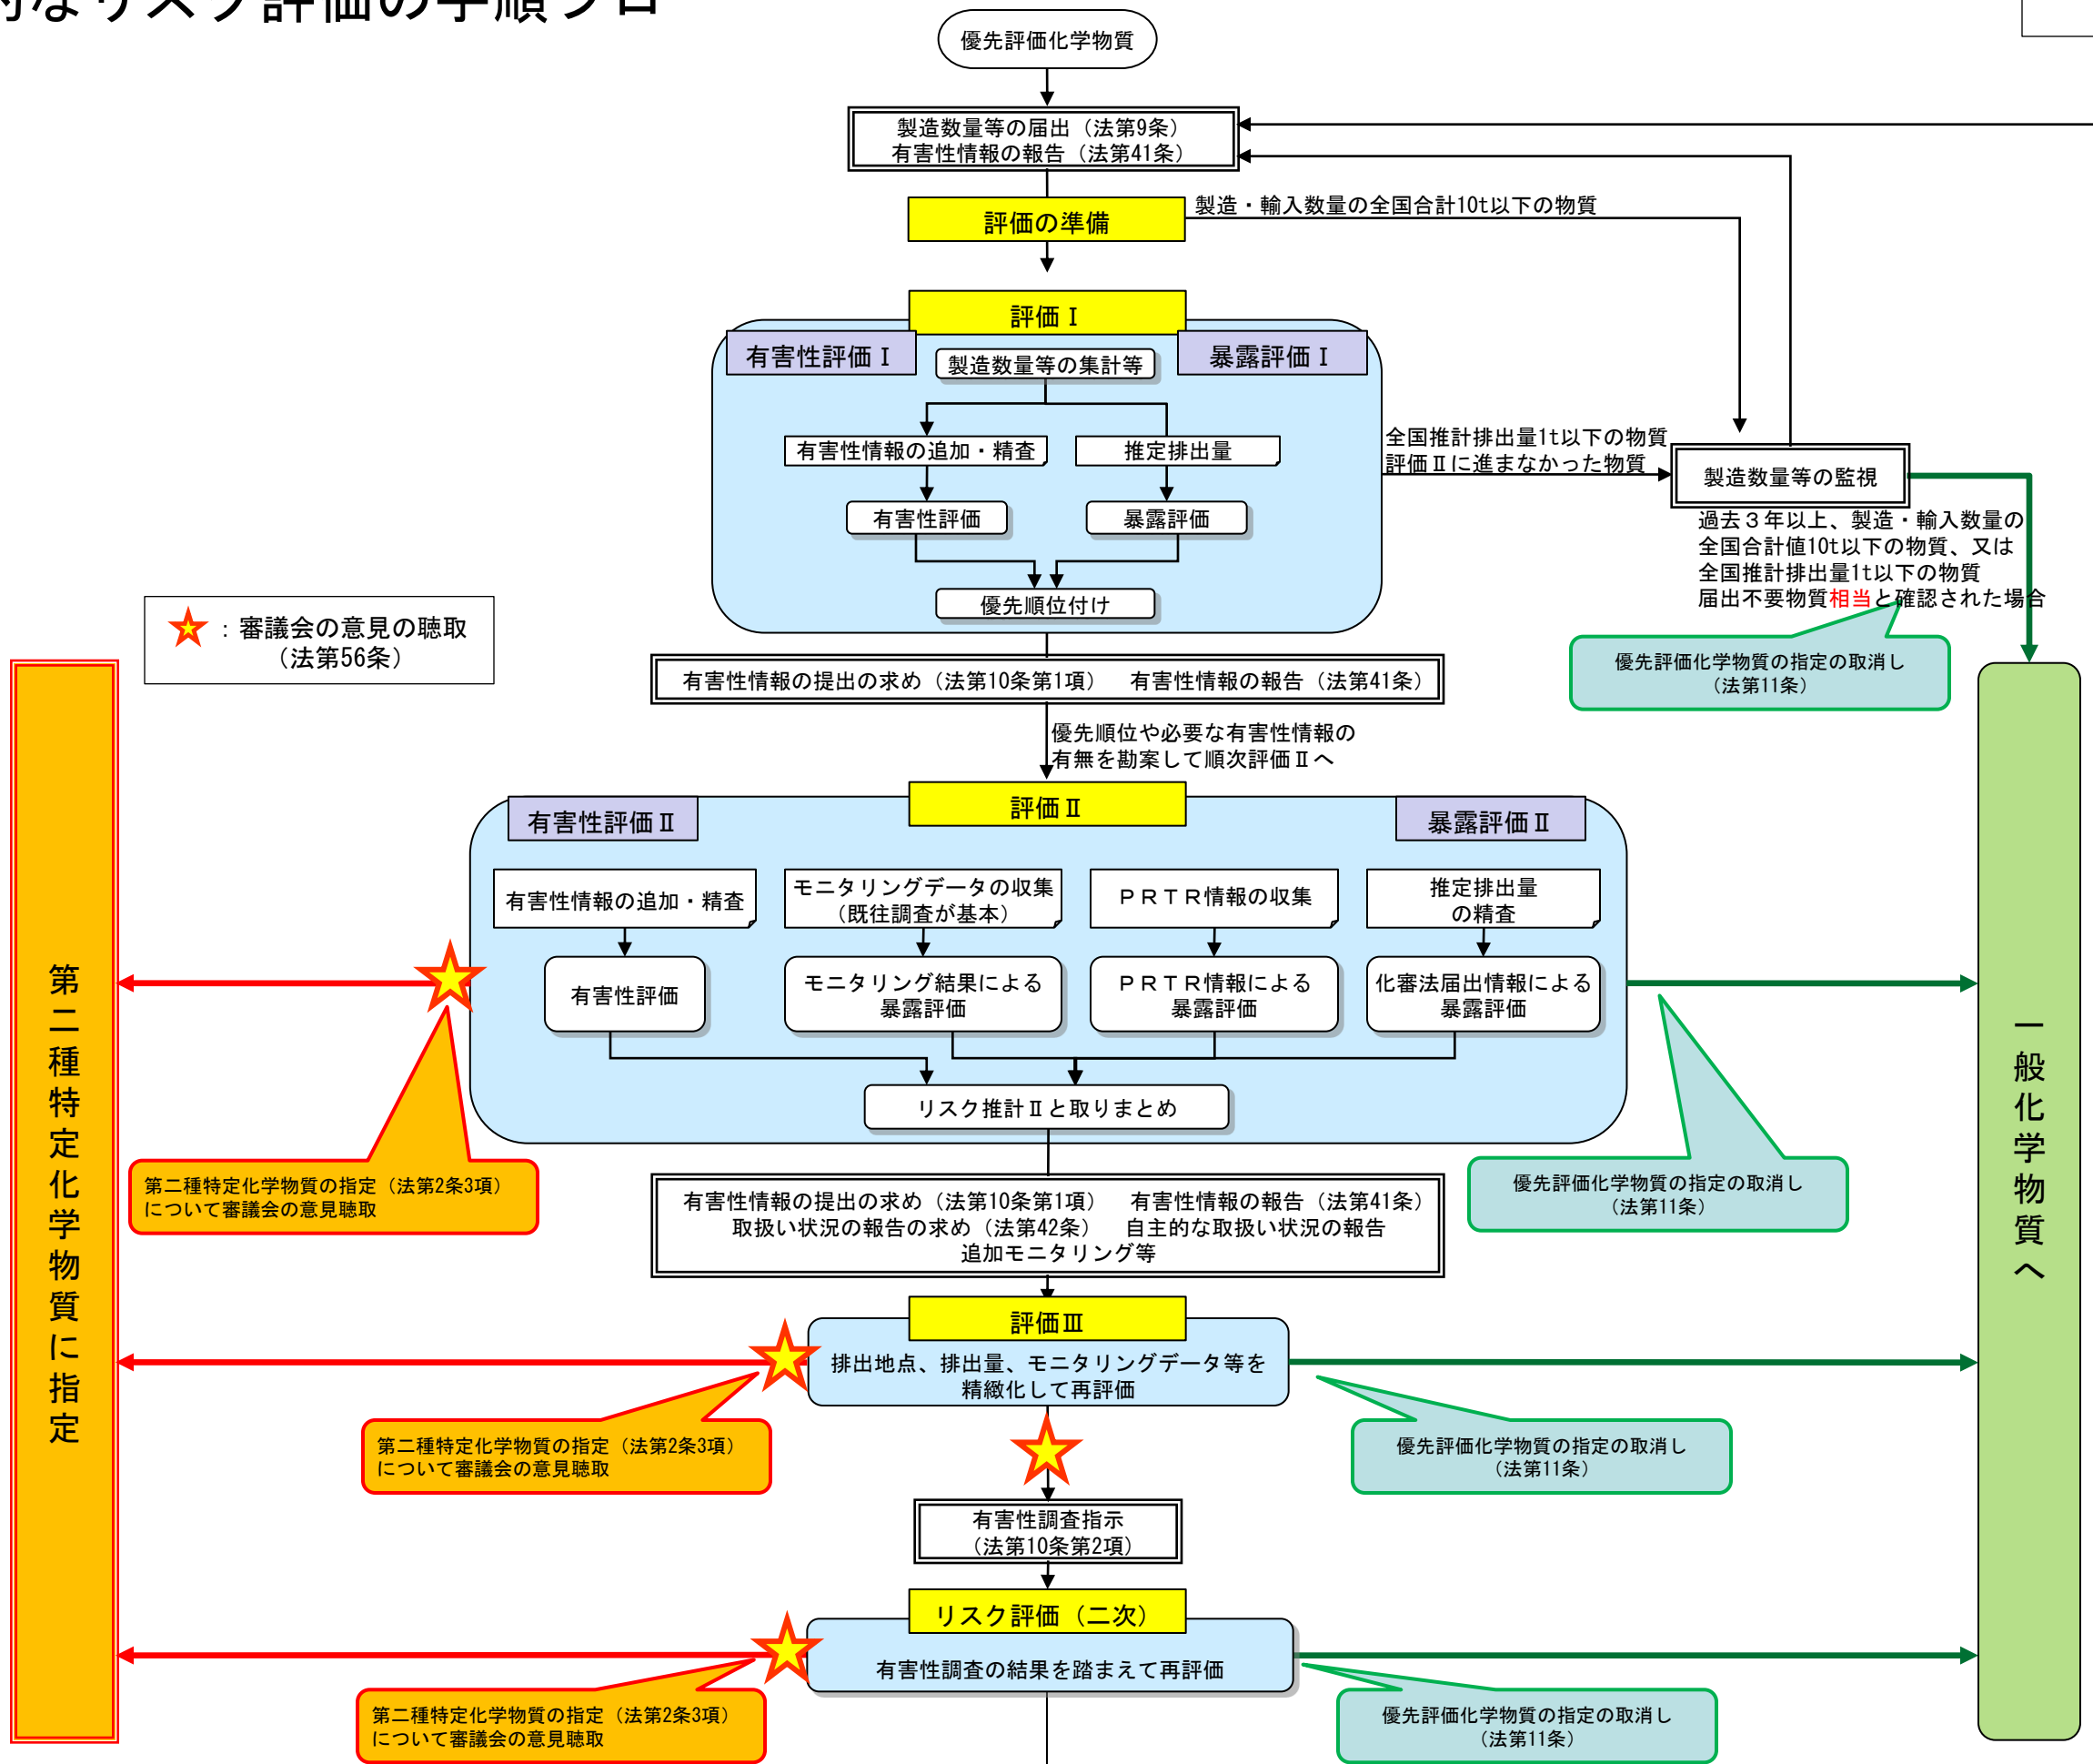 的なリスク評価の手順フロー
優先評価化学物質
製造数量等の届出（法第9条）
有害性情報の報告（法第41条）
評価の準備
製造・輸入数量の全国合計10t以下の物質
評価Ⅰ
有害性評価Ⅰ
製造数量等の集計等
暴露評価Ⅰ
有害性情報の追加・精査
推定排出量
有害性評価
暴露評価
優先順位付け
全国推計排出量1t以下の物質
評価Ⅱに進まなかった物質
製造数量等の監視
過去３年以上、製造・輸入数量の
全国合計値10t以下の物質、又は
全国推計排出量1t以下の物質
届出不要物質相当と確認された場合
優先評価化学物質の指定の取消し
（法第11条）
：審議会の意見の聴取
（法第56条）
有害性情報の提出の求め（法第10条第1項）　有害性情報の報告（法第41条）
優先順位や必要な有害性情報の
有無を勘案して順次評価Ⅱへ
評価Ⅱ
有害性評価Ⅱ
暴露評価Ⅱ
有害性情報の追加・精査
モニタリングデータの収集
（既往調査が基本）
ＰＲＴＲ情報の収集
推定排出量
の精査
有害性評価
モニタリング結果による
暴露評価
ＰＲＴＲ情報による
暴露評価
化審法届出情報による
暴露評価
リスク推計Ⅱと取りまとめ
第二種特定化学物質に指定
一般化学物質へ
第二種特定化学物質の指定（法第2条3項）
について審議会の意見聴取
優先評価化学物質の指定の取消し
（法第11条）
有害性情報の提出の求め（法第10条第1項）　有害性情報の報告（法第41条）
取扱い状況の報告の求め（法第42条）　自主的な取扱い状況の報告
追加モニタリング等
評価Ⅲ
排出地点、排出量、モニタリングデータ等を
精緻化して再評価
第二種特定化学物質の指定（法第2条3項）
について審議会の意見聴取
優先評価化学物質の指定の取消し
（法第11条）
有害性調査指示
（法第10条第2項）
リスク評価（二次）
有害性調査の結果を踏まえて再評価
第二種特定化学物質の指定（法第2条3項）
について審議会の意見聴取
優先評価化学物質の指定の取消し
（法第11条）